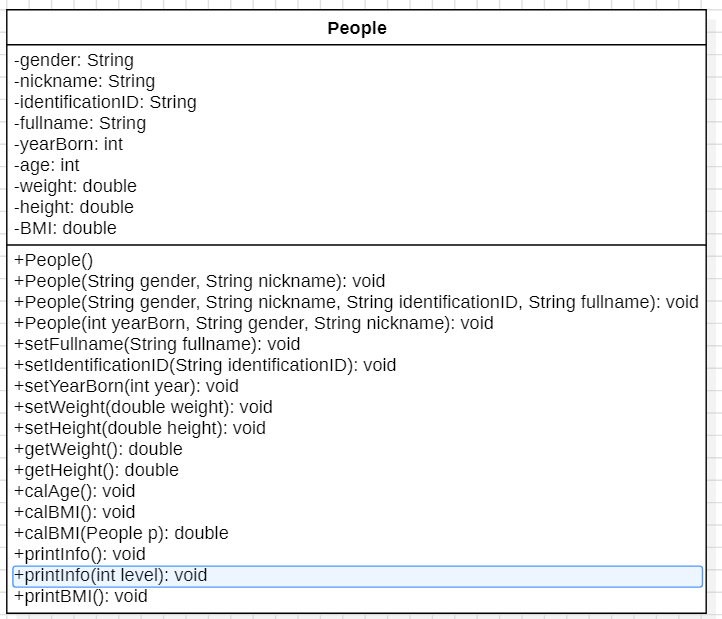 People
-gender: String
-nickname: String
-identificationID: String
-fullname: String
-yearBorn: int
-age: int
-weight: double
-height: double
-BMI: double
+People()
+People(String gender, String nickname): void
+People(String gender, String nickname, String identificationID, String fullname): void
+People(int yearBorn, String gender, String nickname): void
+setFullname(String fullname): void
+setIdentificationID(String identificationID): void
+setYearBorn(int year): void
+setWeight(double weight): void
+setHeight(double height): void
+getWeight(): double
+getHeight(): double
+calAge(): void
+calBMI(): void
+calBMI(People p): double
+printInfo(): void
+printInfo(int level): void
+printBMI(): void